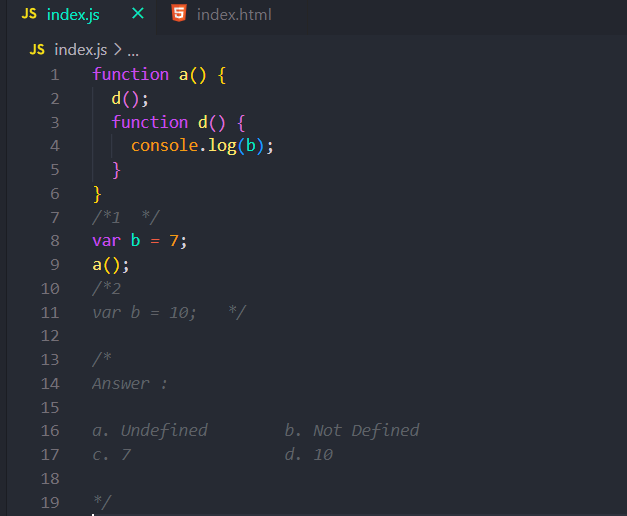 JS index.js × 5 index.html
JS index.js > ...
1 function a() {
2   d();
3   function d() {
4     console.log(b);
5   }
6 }
7 /*1  */
8 var b = 7;
9 a();
10 /*2
11 var b = 10;   */
12
13 /*
14 Answer :
15
16 a. Undefined        b. Not Defined
17 c. 7                d. 10
18
19 */